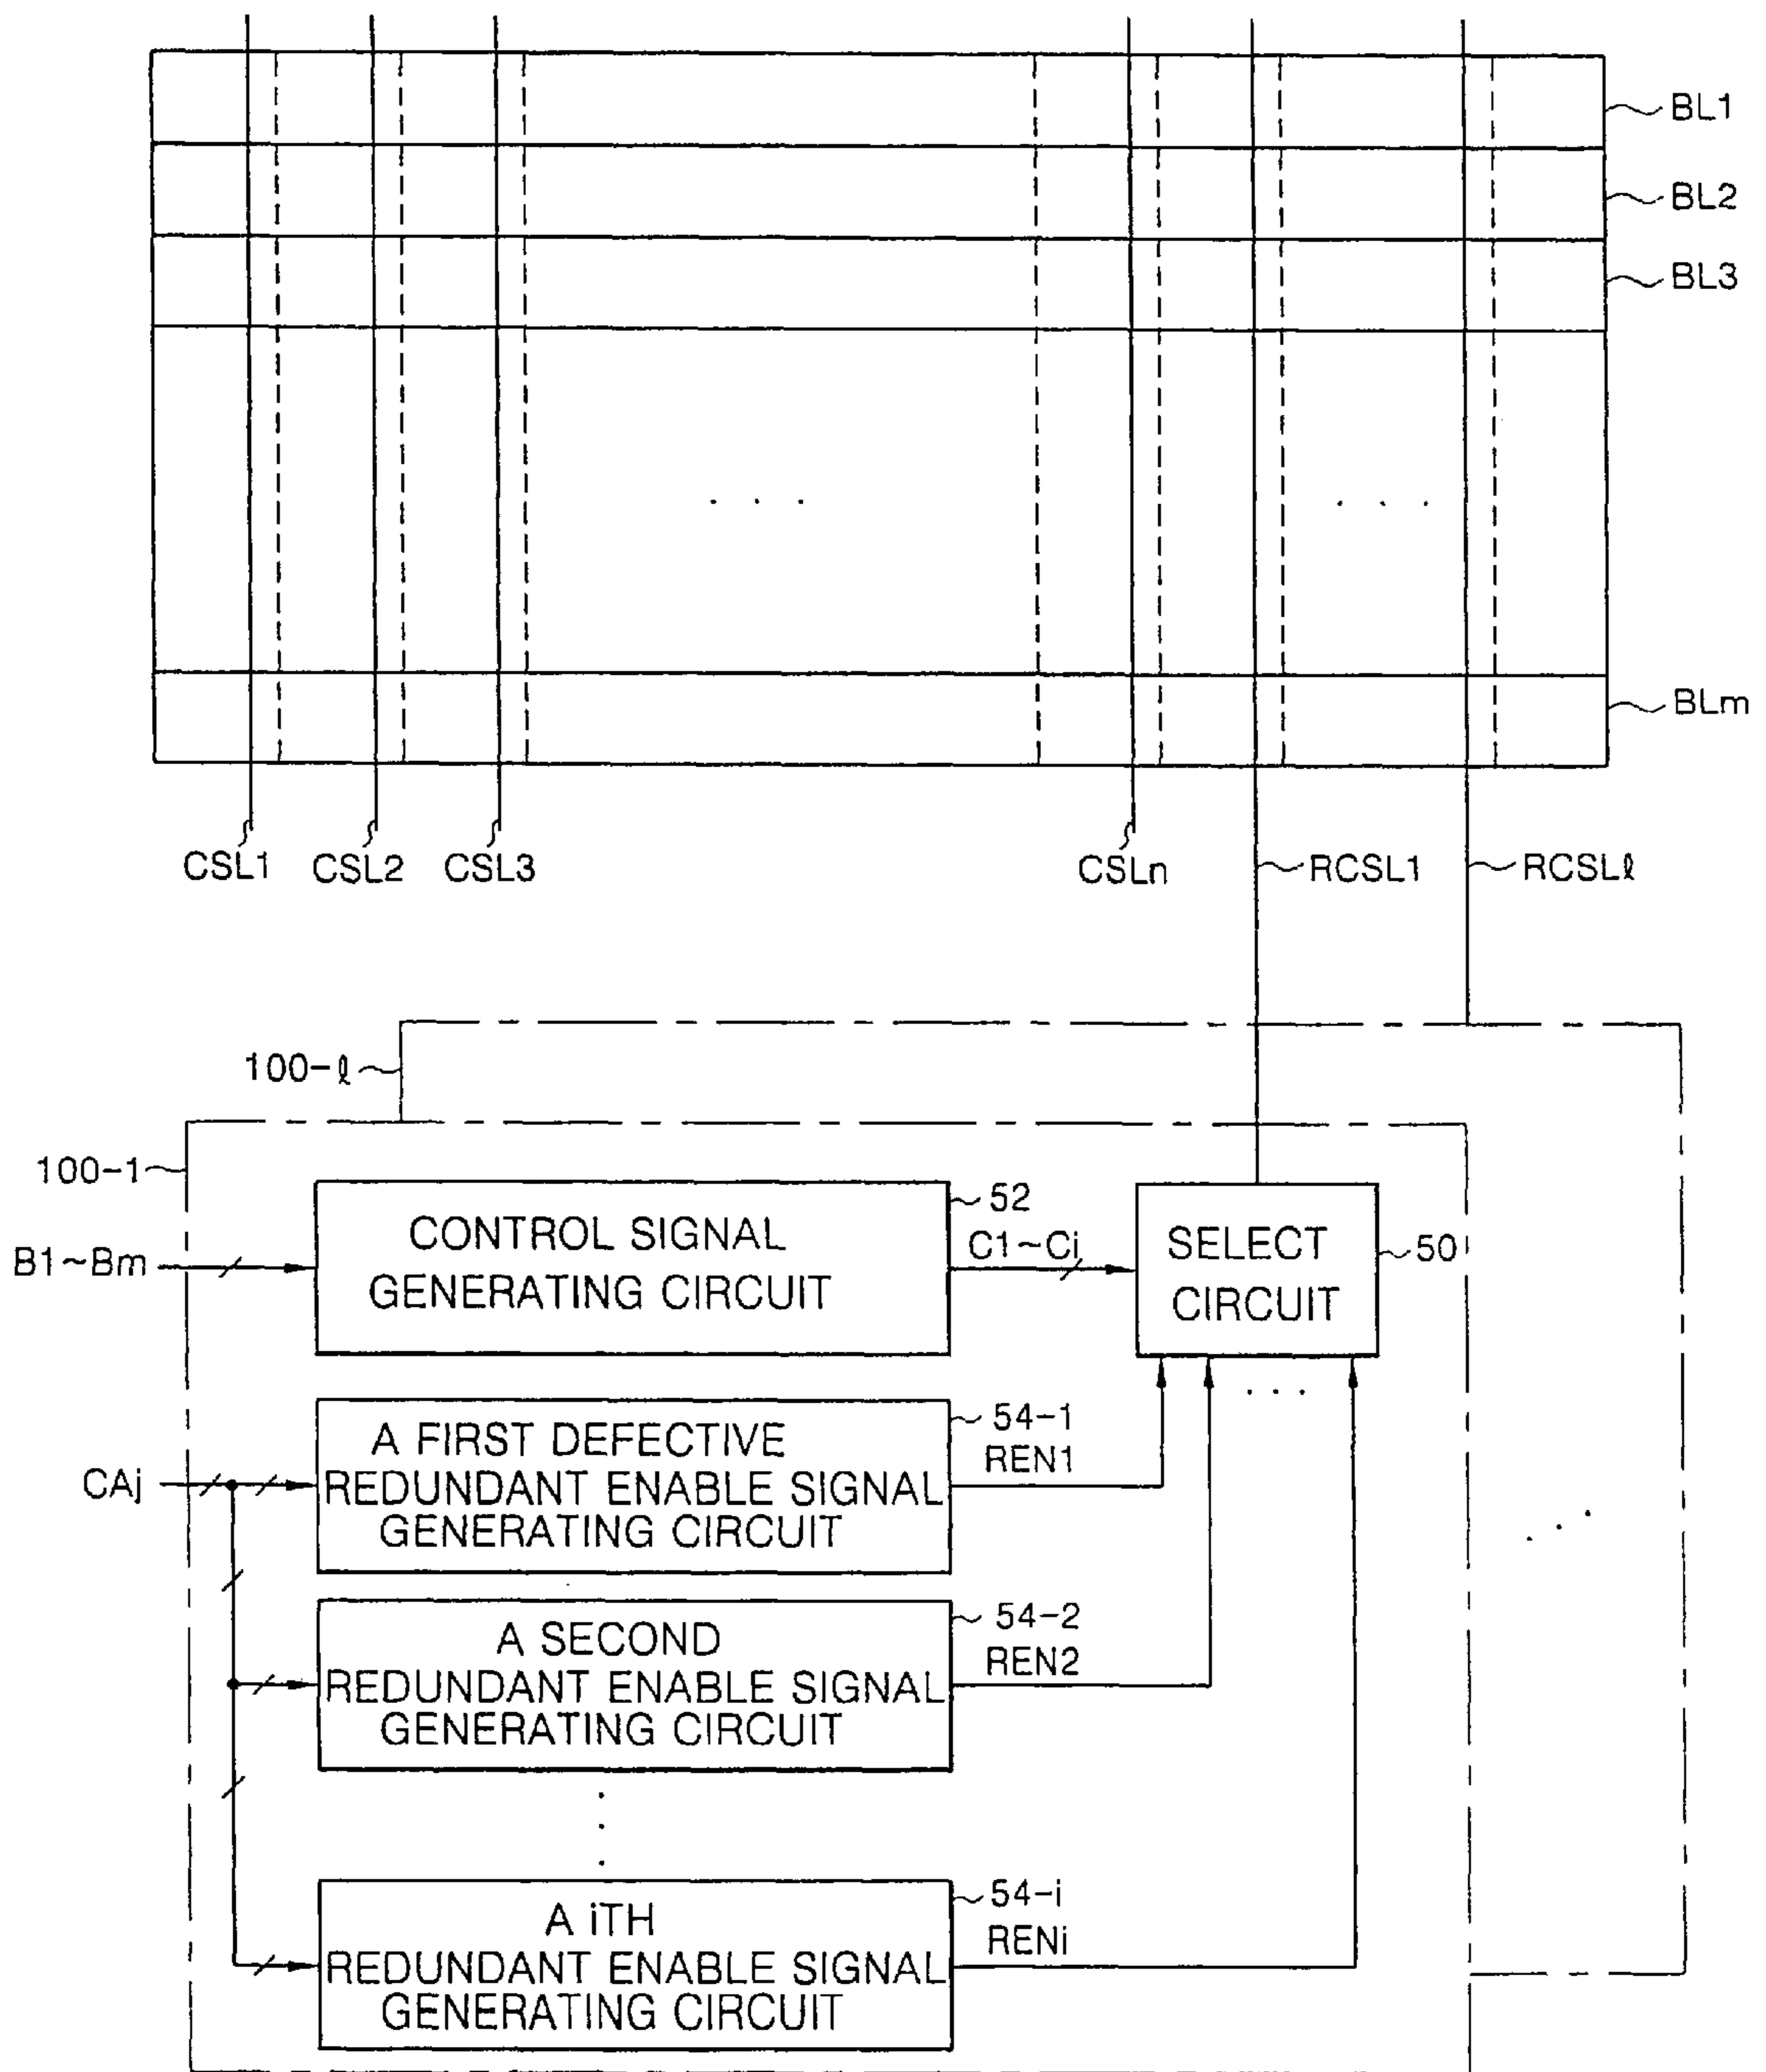 BL1
BL2
BL3
BLm
CSL1 CSL2 CSL3 CSLn RCSL1 RCSLℓ
100-ℓ
100-1
52
B1~Bm
CONTROL SIGNAL
GENERATING CIRCUIT
C1~Ci
SELECT
CIRCUIT
50
54-1
CAj
A FIRST DEFECTIVE
REDUNDANT ENABLE SIGNAL
GENERATING CIRCUIT
REN1
54-2
A SECOND
REDUNDANT ENABLE SIGNAL
GENERATING CIRCUIT
REN2
54-i
A iTH
REDUNDANT ENABLE SIGNAL
GENERATING CIRCUIT
RENi